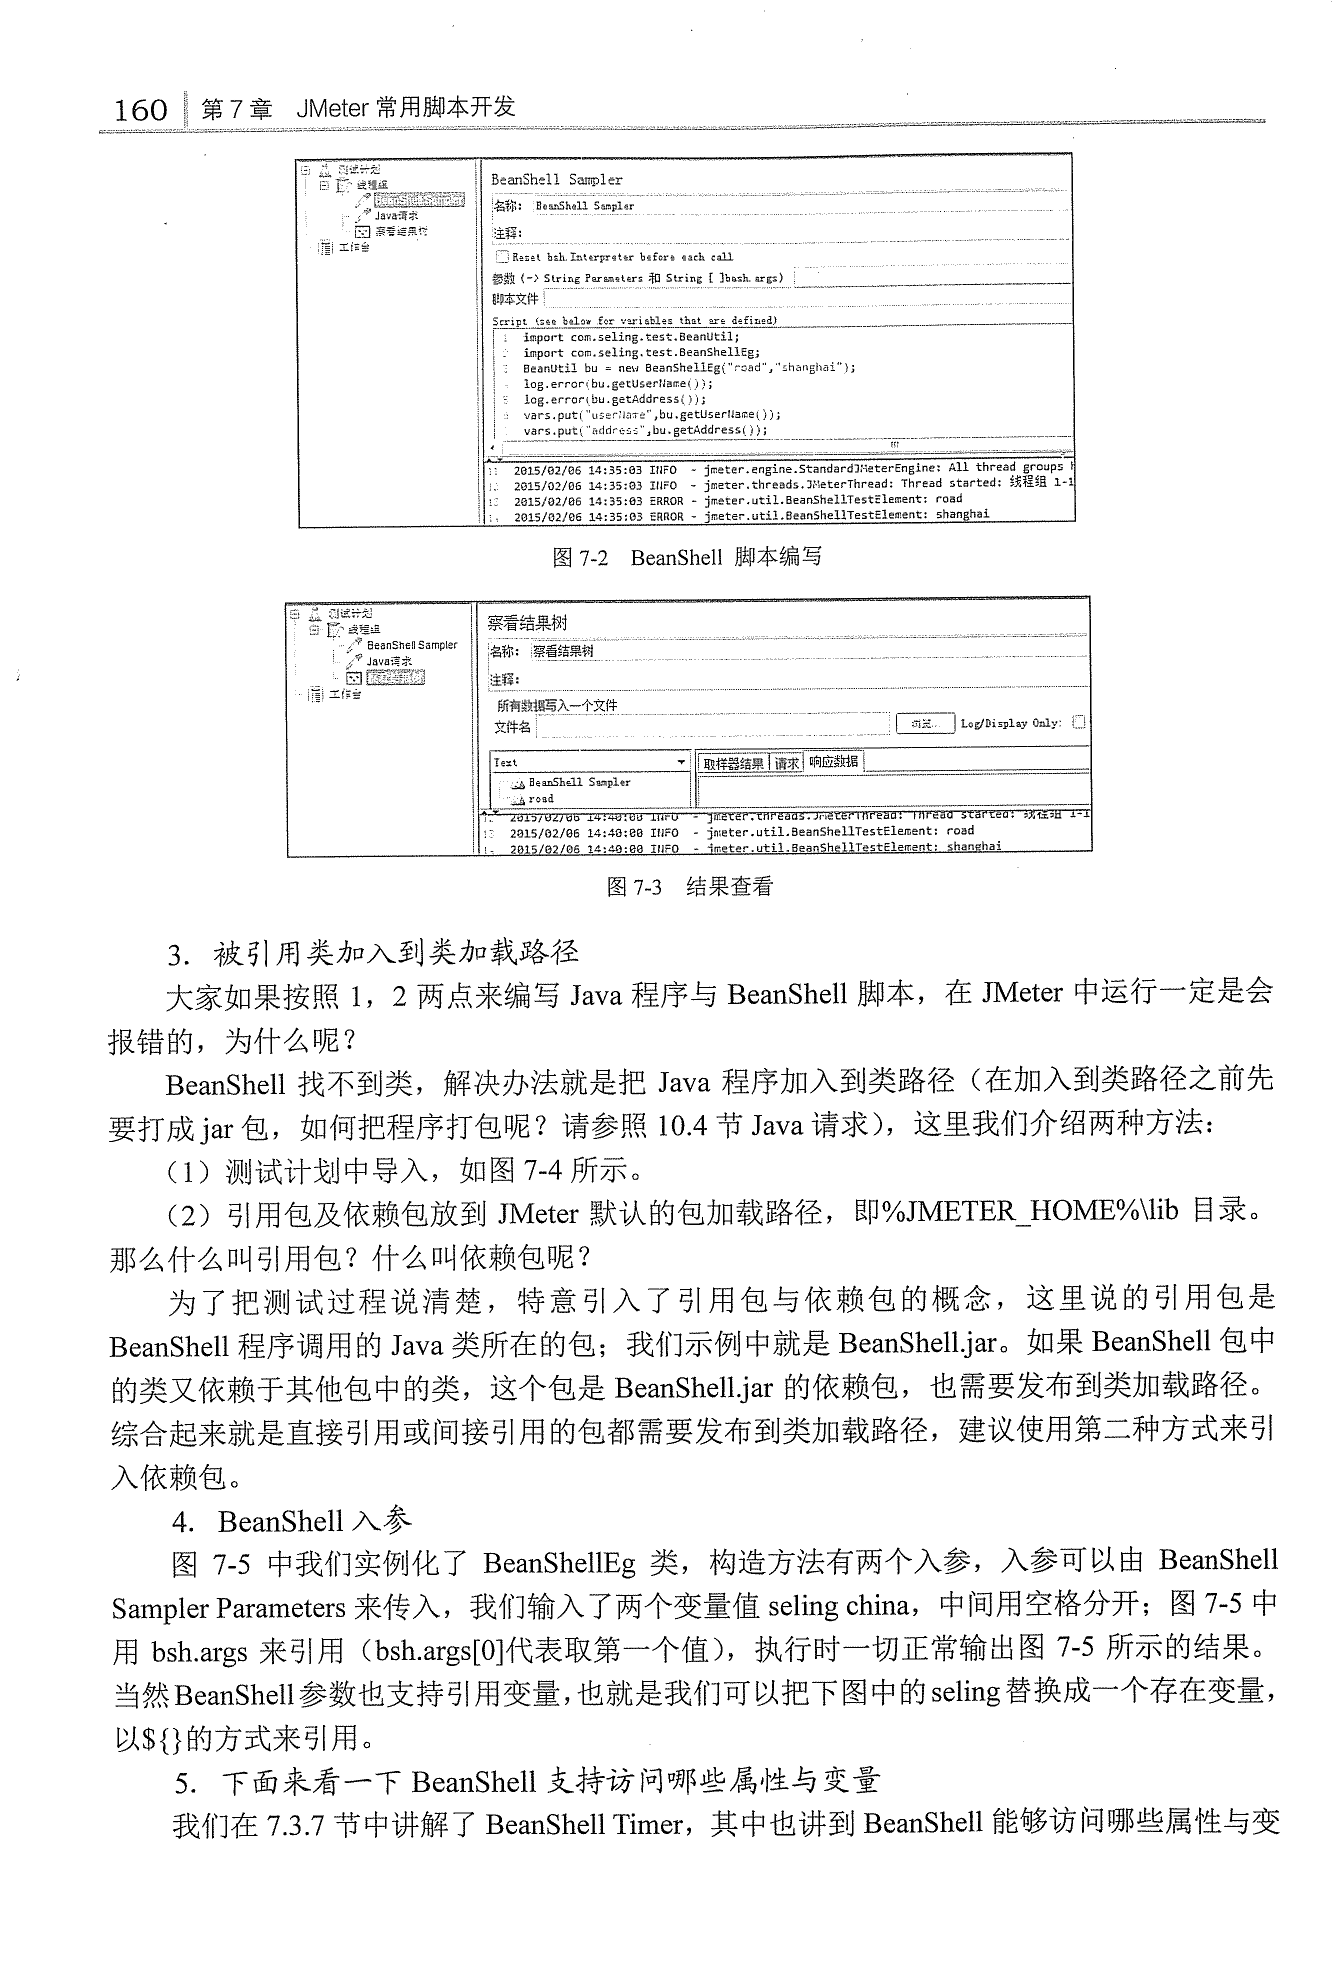 160 第7章 JMeter 常用脚本开发
测试计划
线程组
Java请求
察看结果树
工作台
BeanShell Sampler
名称: BeanShell Sampler
注释:
Reset bsh.Interpreter before each call
参数 (-> String Parameters 和 String [ ]bash.args)
脚本文件
Script (see below for variables that are defined)
import com.seling.test.BeanUtil;
import com.seling.test.BeanShellEg;
BeanUtil bu = new BeanShellEg("road","shanghai");
log.error(bu.getUserName());
log.error(bu.getAddress());
vars.put("userName",bu.getUserName());
vars.put("address",bu.getAddress());
2015/02/06 14:35:03 INFO - jmeter.engine.StandardJMeterEngine: All thread groups
2015/02/06 14:35:03 INFO - jmeter.threads.JMeterThread: Thread started: 线程组 1-1
2015/02/06 14:35:03 ERROR - jmeter.util.BeanShellTestElement: road
2015/02/06 14:35:03 ERROR - jmeter.util.BeanShellTestElement: shanghai
图 7-2 BeanShell 脚本编写
测试计划
线程组
BeanShell Sampler
Java请求
工作台
察看结果树
名称: 察看结果树
注释:
所有数据写入一个文件
文件名 浏览... Log/Display Only:
Text 取样器结果 请求 响应数据
BeanShell Sampler
road
2015/02/06 14:40:00 INFO - jmeter.threads.JMeterThread: Thread started: 线程组 1-1
2015/02/06 14:40:00 INFO - jmeter.util.BeanShellTestElement: road
2015/02/06 14:40:00 INFO - jmeter.util.BeanShellTestElement: shanghai
图 7-3 结果查看
3. 被引用类加入到类加载路径
大家如果按照 1，2 两点来编写 Java 程序与 BeanShell 脚本，在 JMeter 中运行一定是会
报错的，为什么呢？
BeanShell 找不到类，解决办法就是把 Java 程序加入到类路径（在加入到类路径之前先
要打成 jar 包，如何把程序打包呢？请参照 10.4 节 Java 请求），这里我们介绍两种方法：
（1）测试计划中导入，如图 7-4 所示。
（2）引用包及依赖包放到 JMeter 默认的包加载路径，即%JMETER_HOME%\lib 目录。
那么什么叫引用包？什么叫依赖包呢？
为了把测试过程说清楚，特意引入了引用包与依赖包的概念，这里说的引用包是
BeanShell 程序调用的 Java 类所在的包；我们示例中就是 BeanShell.jar。如果 BeanShell 包中
的类又依赖于其他包中的类，这个包是 BeanShell.jar 的依赖包，也需要发布到类加载路径。
综合起来就是直接引用或间接引用的包都需要发布到类加载路径，建议使用第二种方式来引
入依赖包。
4. BeanShell 入参
图 7-5 中我们实例化了 BeanShellEg 类，构造方法有两个入参，入参可以由 BeanShell
Sampler Parameters 来传入，我们输入了两个变量值 seling china，中间用空格分开；图 7-5 中
用 bsh.args 来引用（bsh.args[0]代表取第一个值），执行时一切正常输出图 7-5 所示的结果。
当然 BeanShell 参数也支持引用变量，也就是我们可以把下图中的 seling 替换成一个存在变量，
以${}的方式来引用。
5. 下面来看一下 BeanShell 支持访问哪些属性与变量
我们在 7.3.7 节中讲解了 BeanShell Timer，其中也讲到 BeanShell 能够访问哪些属性与变